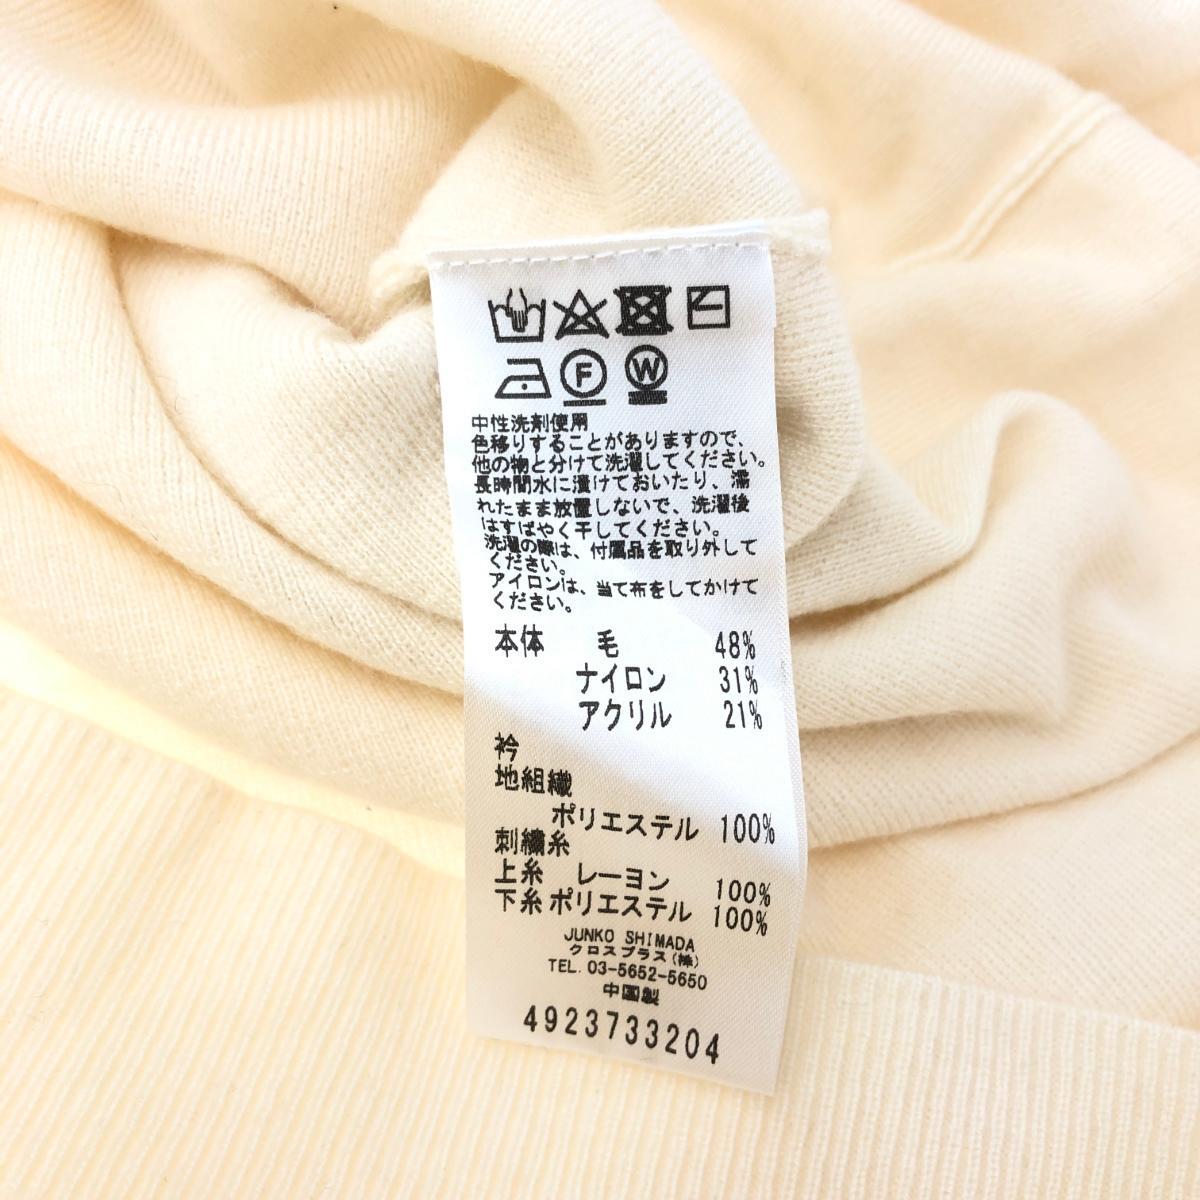 F W
中性洗剤使用
色移りすることがありますので、
他の物と分けて洗濯してください。
長時間水に漬けておいたり、濡
れたまま放置しないで、洗濯後
はすばやく干してください。
洗濯の際は、付属品を取り外して
ください。
アイロンは、当て布をしてかけて
ください。
本体 毛 48%
ナイロン 31%
アクリル 21%
衿
地組織
ポリエステル 100%
刺繍糸
上糸 レーヨン 100%
下糸 ポリエステル 100%
JUNKO SHIMADA
クロスプラス(株)
TEL. 03-5652-5650
中国製
4923733204